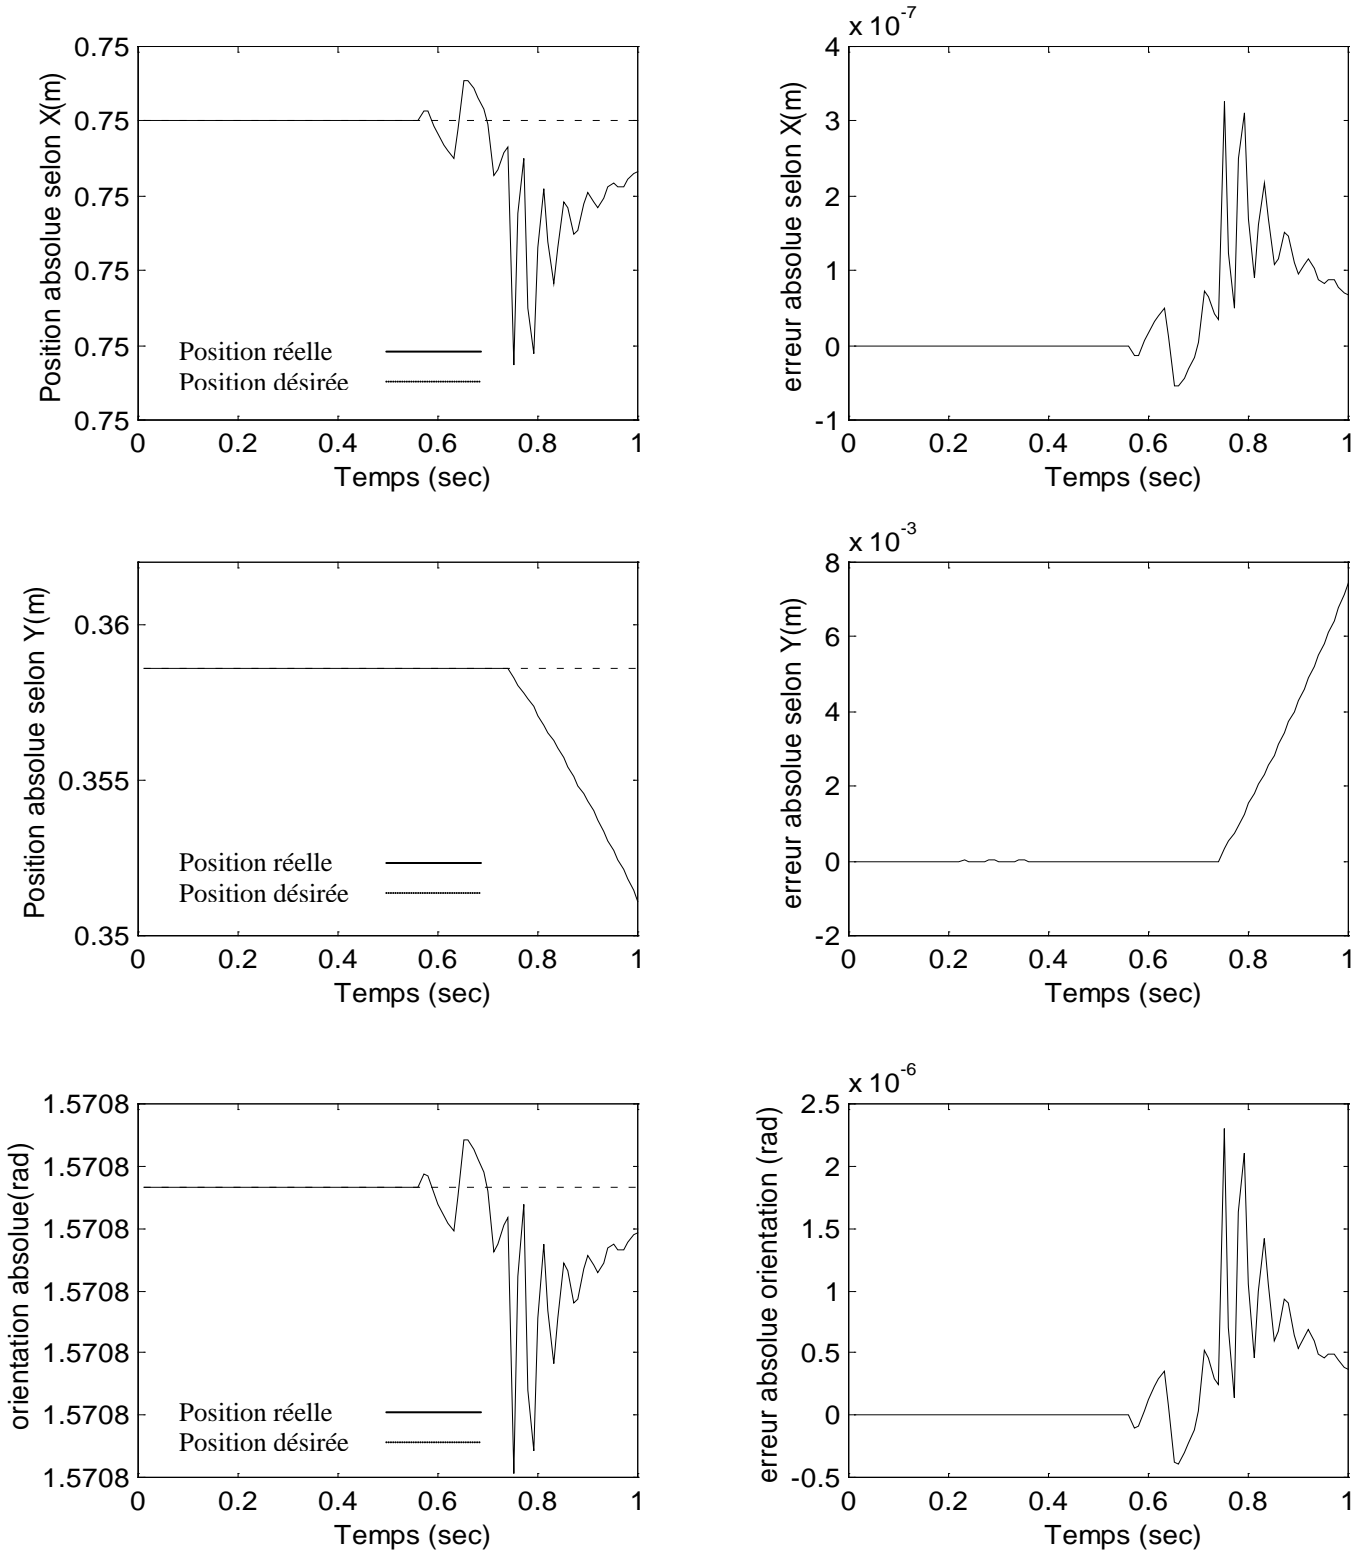 x 10-7
0.75
0.75
0.75
0.75
0.75
0.75
Position absolue selon X(m)
Position réelle
Position désirée
0 0.2 0.4 0.6 0.8 1
Temps (sec)
4
3
2
1
0
-1
erreur absolue selon X(m)
0 0.2 0.4 0.6 0.8 1
Temps (sec)
0.36
0.355
0.35
Position absolue selon Y(m)
Position réelle
Position désirée
0 0.2 0.4 0.6 0.8 1
Temps (sec)
x 10-3
8
6
4
2
0
-2
erreur absolue selon Y(m)
0 0.2 0.4 0.6 0.8 1
Temps (sec)
1.5708
1.5708
1.5708
1.5708
1.5708
1.5708
1.5708
orientation absolue(rad)
Position réelle
Position désirée
0 0.2 0.4 0.6 0.8 1
Temps (sec)
x 10-6
2.5
2
1.5
1
0.5
0
-0.5
erreur absolue orientation (rad)
0 0.2 0.4 0.6 0.8 1
Temps (sec)